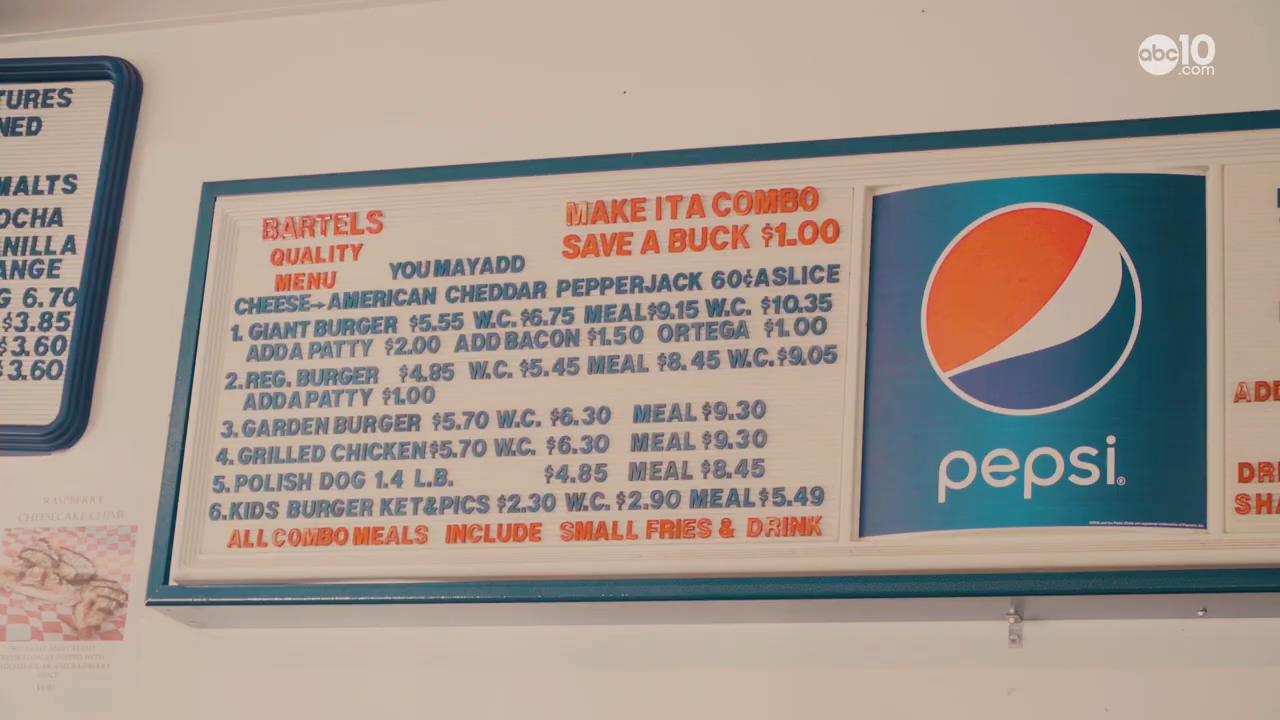 abc10
.com
TURES
NED
MALTS
OCHA
NILLA
ANGE
G 6.70
$3.85
$3.60
$3.60
BARTELS
QUALITY
MENU
MAKE IT A COMBO
SAVE A BUCK $1.00
YOU MAY ADD
CHEESE→AMERICAN CHEDDAR PEPPERJACK 60¢ A SLICE
1. GIANT BURGER $5.55 W.C. $6.75 MEAL $9.15 W.C. $10.35
ADD A PATTY $2.00 ADD BACON $1.50 ORTEGA $1.00
2. REG. BURGER $4.85 W.C. $5.45 MEAL $8.45 W.C. $9.05
ADD A PATTY $1.00
3. GARDEN BURGER $5.70 W.C. $6.30 MEAL $9.30
4. GRILLED CHICKEN $5.70 W.C. $6.30 MEAL $9.30
5. POLISH DOG 1.4 L.B. $4.85 MEAL $8.45
6. KIDS BURGER KET&PICS $2.30 W.C. $2.90 MEAL $5.49
ALL COMBO MEALS INCLUDE SMALL FRIES & DRINK
pepsi®
ADD
DRI
SHA
RASPBERRY
CHEESECAKE CHIMI